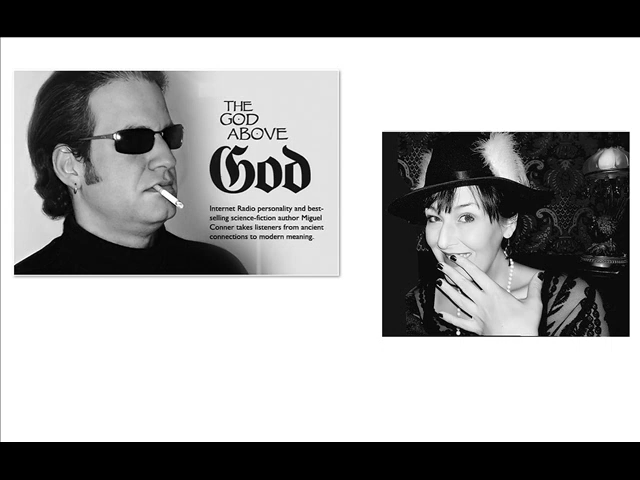 THE
GOD
ABOVE
God
Internet Radio personality and best-
selling science-fiction author Miguel
Conner takes listeners from ancient
connections to modern meaning.